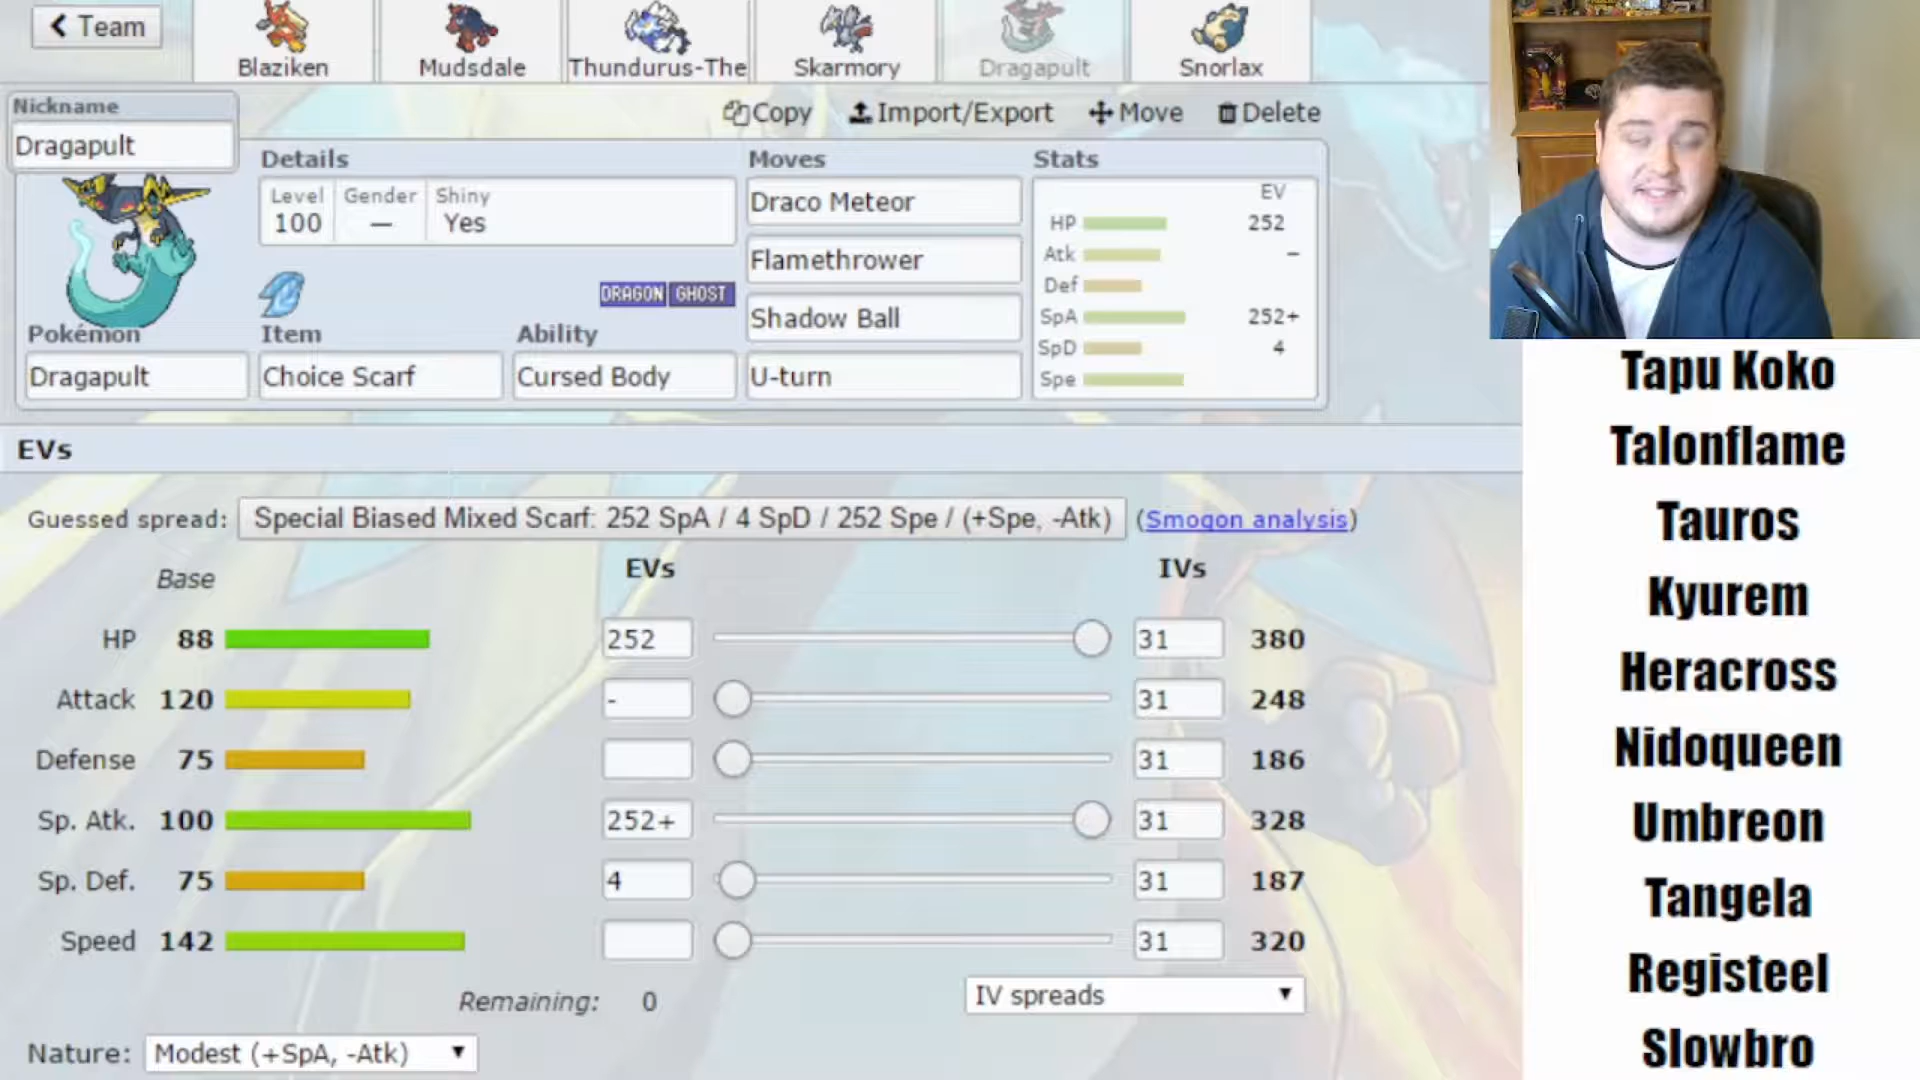 Team
Blaziken
Mudsdale
Thundurus-The
Skarmory
Dragapult
Snorlax
Nickname
Dragapult
Copy
Import/Export
Move
Delete
Details
Level
100
Gender
—
Shiny
Yes
DRAGON GHOST
Pokémon
Dragapult
Item
Choice Scarf
Ability
Cursed Body
Moves
Draco Meteor
Flamethrower
Shadow Ball
U-turn
Stats
EV
HP 252
Atk –
Def
SpA 252+
SpD 4
Spe
EVs
Guessed spread: Special Biased Mixed Scarf: 252 SpA / 4 SpD / 252 Spe / (+Spe, -Atk) (Smogon analysis)
Base EVs IVs
HP 88 252 31 380
Attack 120 - 31 248
Defense 75 31 186
Sp. Atk. 100 252+ 31 328
Sp. Def. 75 4 31 187
Speed 142 31 320
Remaining: 0
IV spreads
Nature: Modest (+SpA, -Atk)
Tapu Koko
Talonflame
Tauros
Kyurem
Heracross
Nidoqueen
Umbreon
Tangela
Registeel
Slowbro